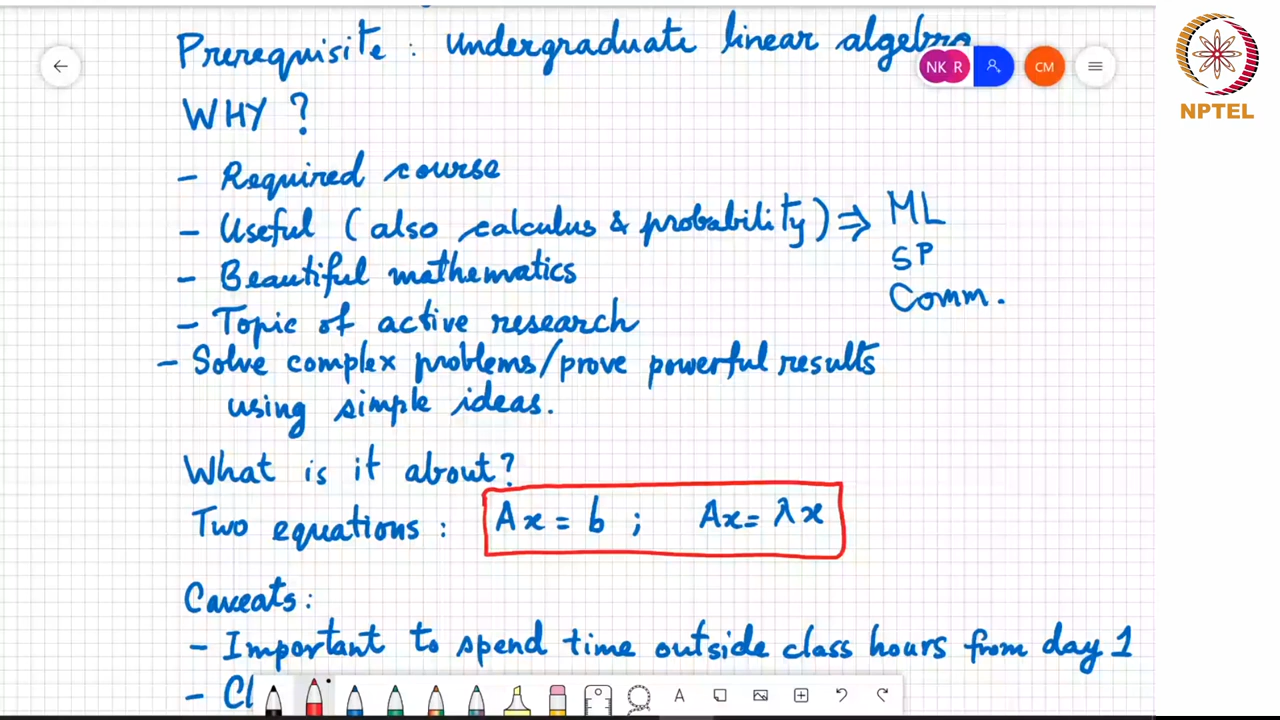 Prerequisite : undergraduate linear algebra
NK R CM
NPTEL
WHY ?
- Required course
- Useful (also calculus & probability) ⇒ ML
SP
Comm.
- Beautiful mathematics
- Topic of active research
- Solve complex problems/prove powerful results
using simple ideas.
What is it about?
Two equations : Ax = b ; Ax = λx
Caveats:
- Important to spend time outside class hours from day 1
- Cl
A